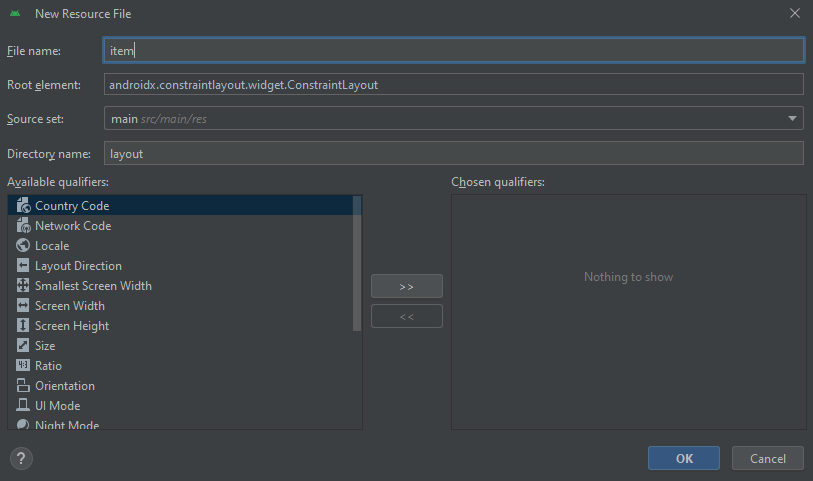 New Resource File
File name: item
Root element: androidx.constraintlayout.widget.ConstraintLayout
Source set: main src/main/res
Directory name: layout
Available qualifiers:
Chosen qualifiers:
Country Code
Network Code
Locale
Layout Direction
Smallest Screen Width
Screen Width
Screen Height
Size
Ratio
Orientation
UI Mode
Night Mode
>>
<<
Nothing to show
?
OK
Cancel